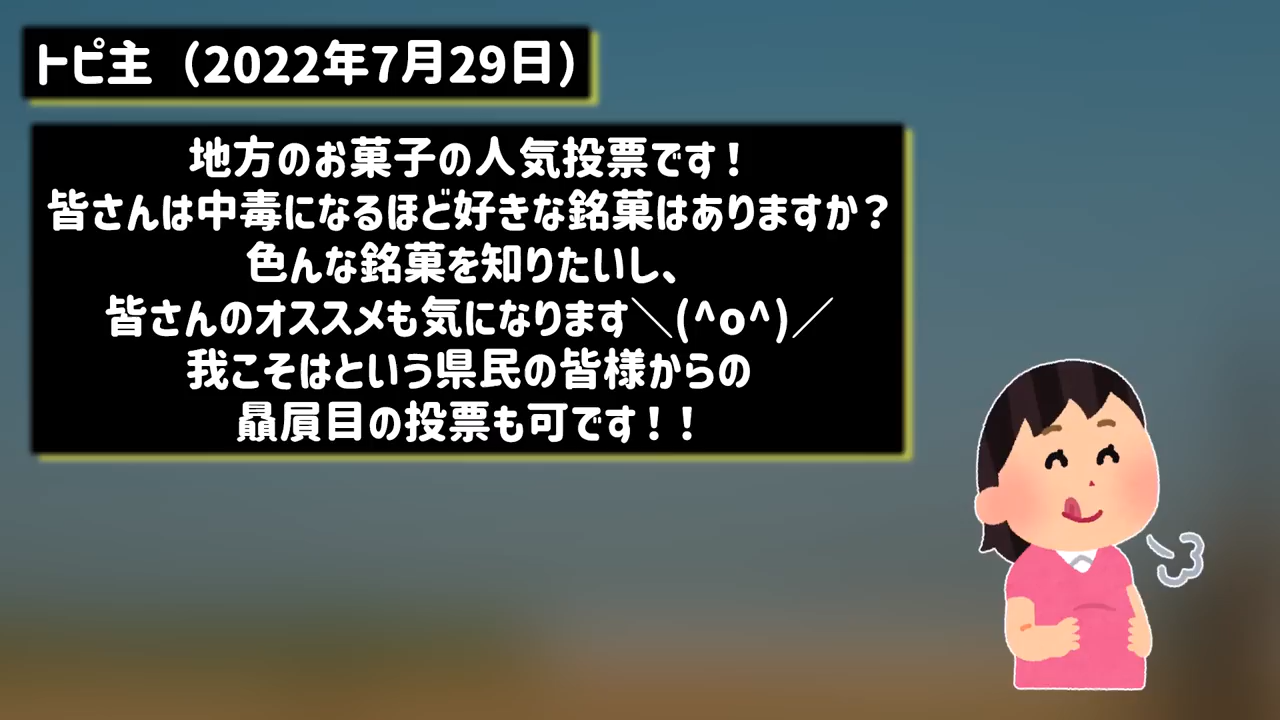 トピ主（2022年7月29日）
地方のお菓子の人気投票です！
皆さんは中毒になるほど好きな銘菓はありますか？
色んな銘菓を知りたいし、
皆さんのオススメも気になります＼(^o^)／
我こそはという県民の皆様からの
贔屓目の投票も可です！！